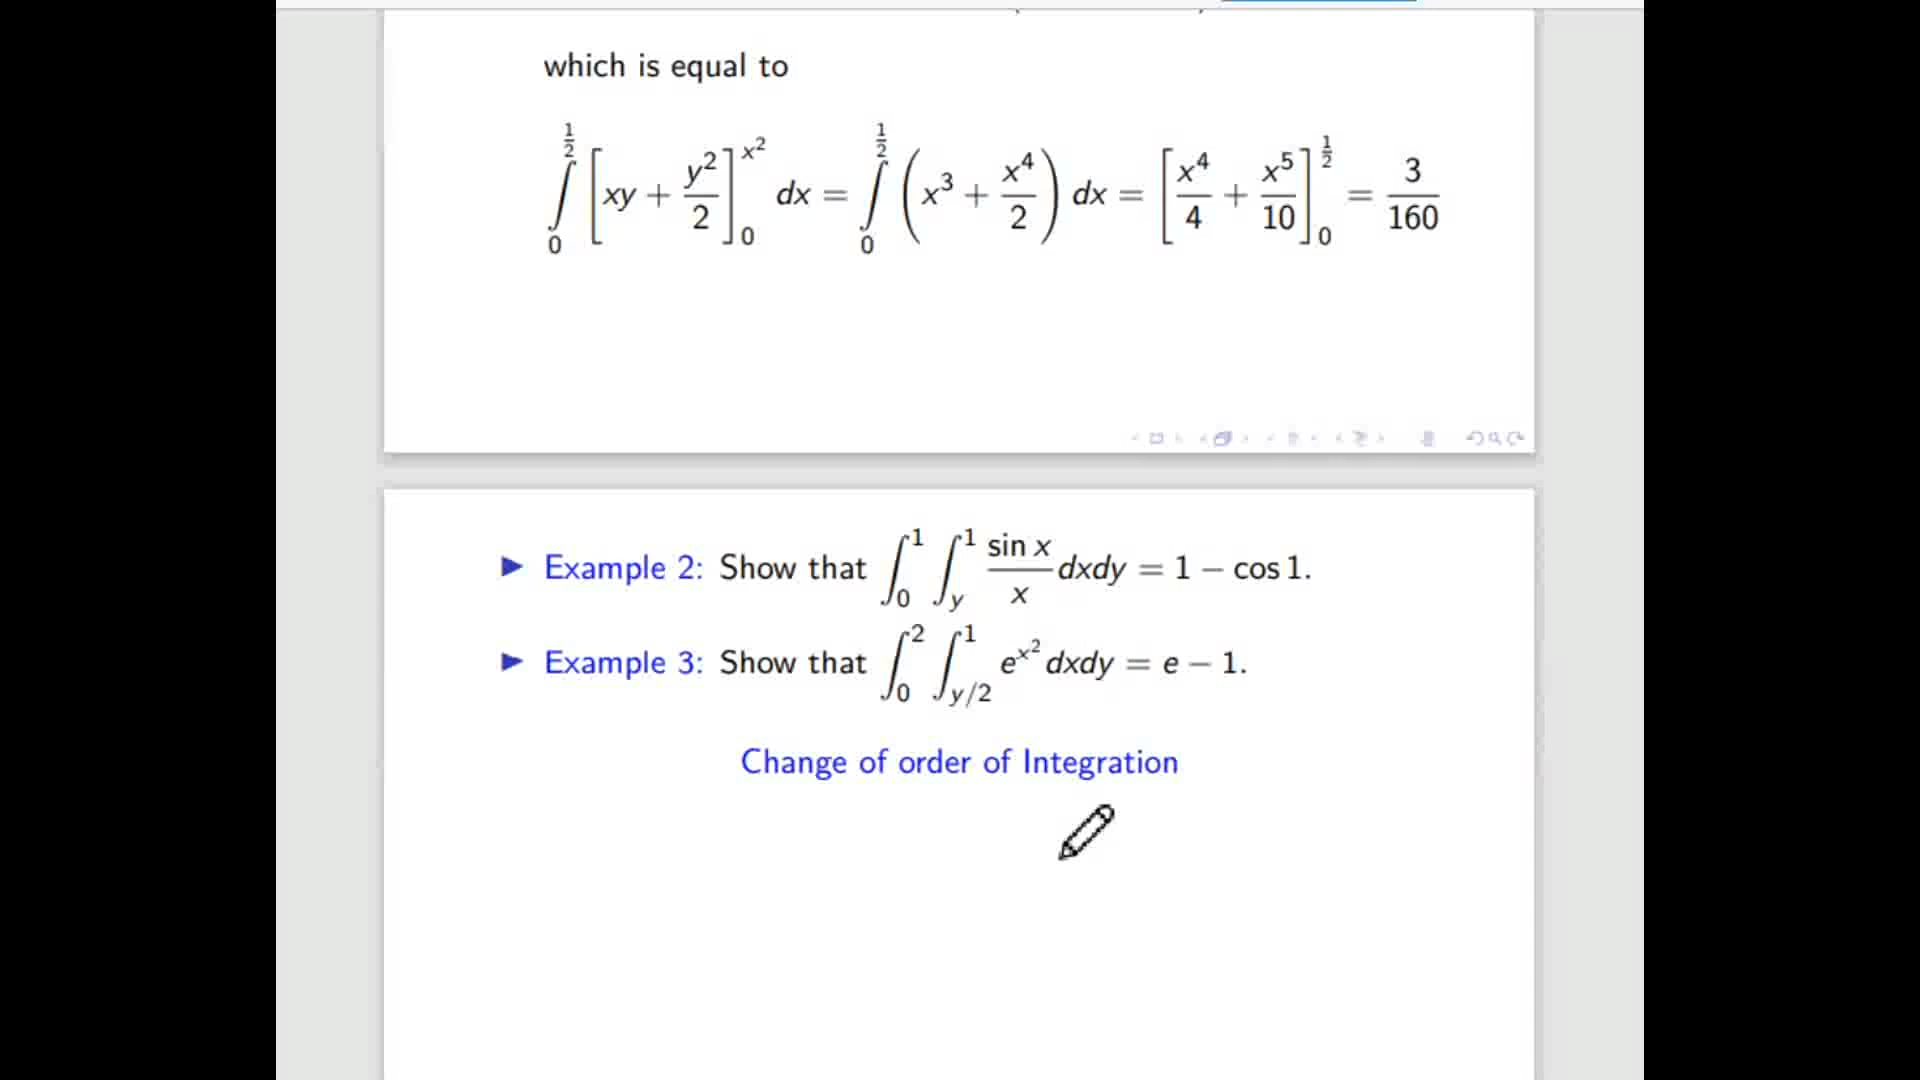 which is equal to
∫_0^{1/2} [xy + y²/2]_0^{x²} dx = ∫_0^{1/2} (x³ + x⁴/2) dx = [x⁴/4 + x⁵/10]_0^{1/2} = 3/160
► Example 2: Show that ∫_0^1 ∫_y^1 sin x/x dxdy = 1 − cos 1.
► Example 3: Show that ∫_0^2 ∫_{y/2}^1 e^{x²} dxdy = e − 1.
Change of order of Integration